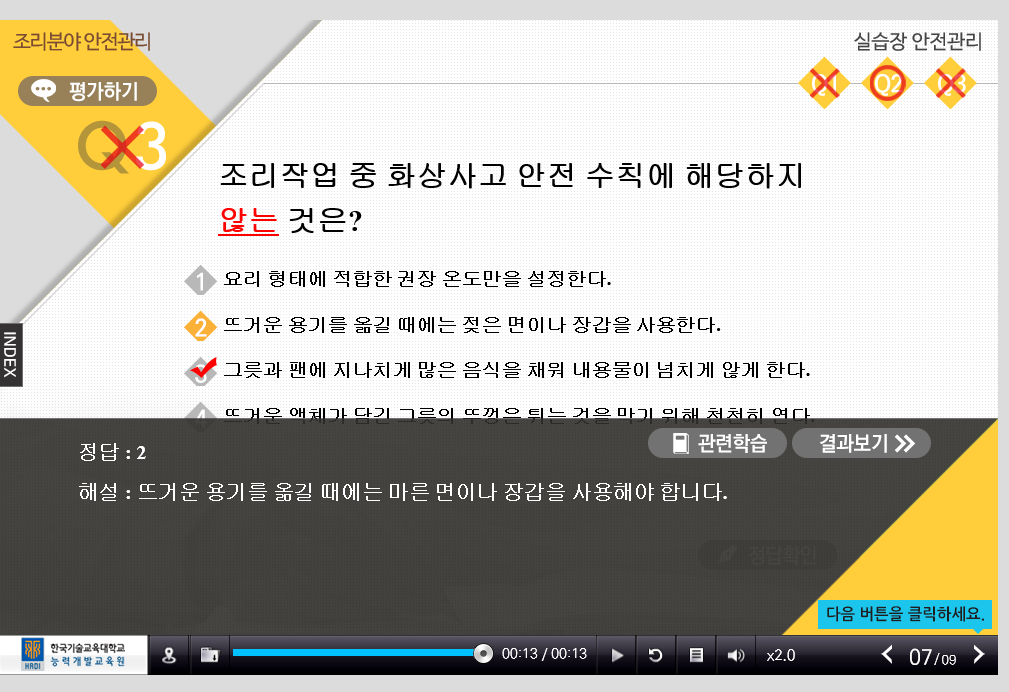 조리분야 안전관리
실습장 안전관리
평가하기
Q1
Q2
Q3
Q3
조리작업 중 화상사고 안전 수칙에 해당하지
않는 것은?
1 요리 형태에 적합한 권장 온도만을 설정한다.
2 뜨거운 용기를 옮길 때에는 젖은 면이나 장갑을 사용한다.
3 그릇과 팬에 지나치게 많은 음식을 채워 내용물이 넘치게 않게 한다.
4 뜨거운 액체가 담긴 그릇의 뚜껑은 튀는 것을 막기 위해 천천히 연다.
INDEX
정답 : 2
관련학습
결과보기
해설 : 뜨거운 용기를 옮길 때에는 마른 면이나 장갑을 사용해야 합니다.
정답확인
다음 버튼을 클릭하세요.
HRDI
한국기술교육대학교
능력개발교육원
00:13 / 00:13
x2.0
07/09